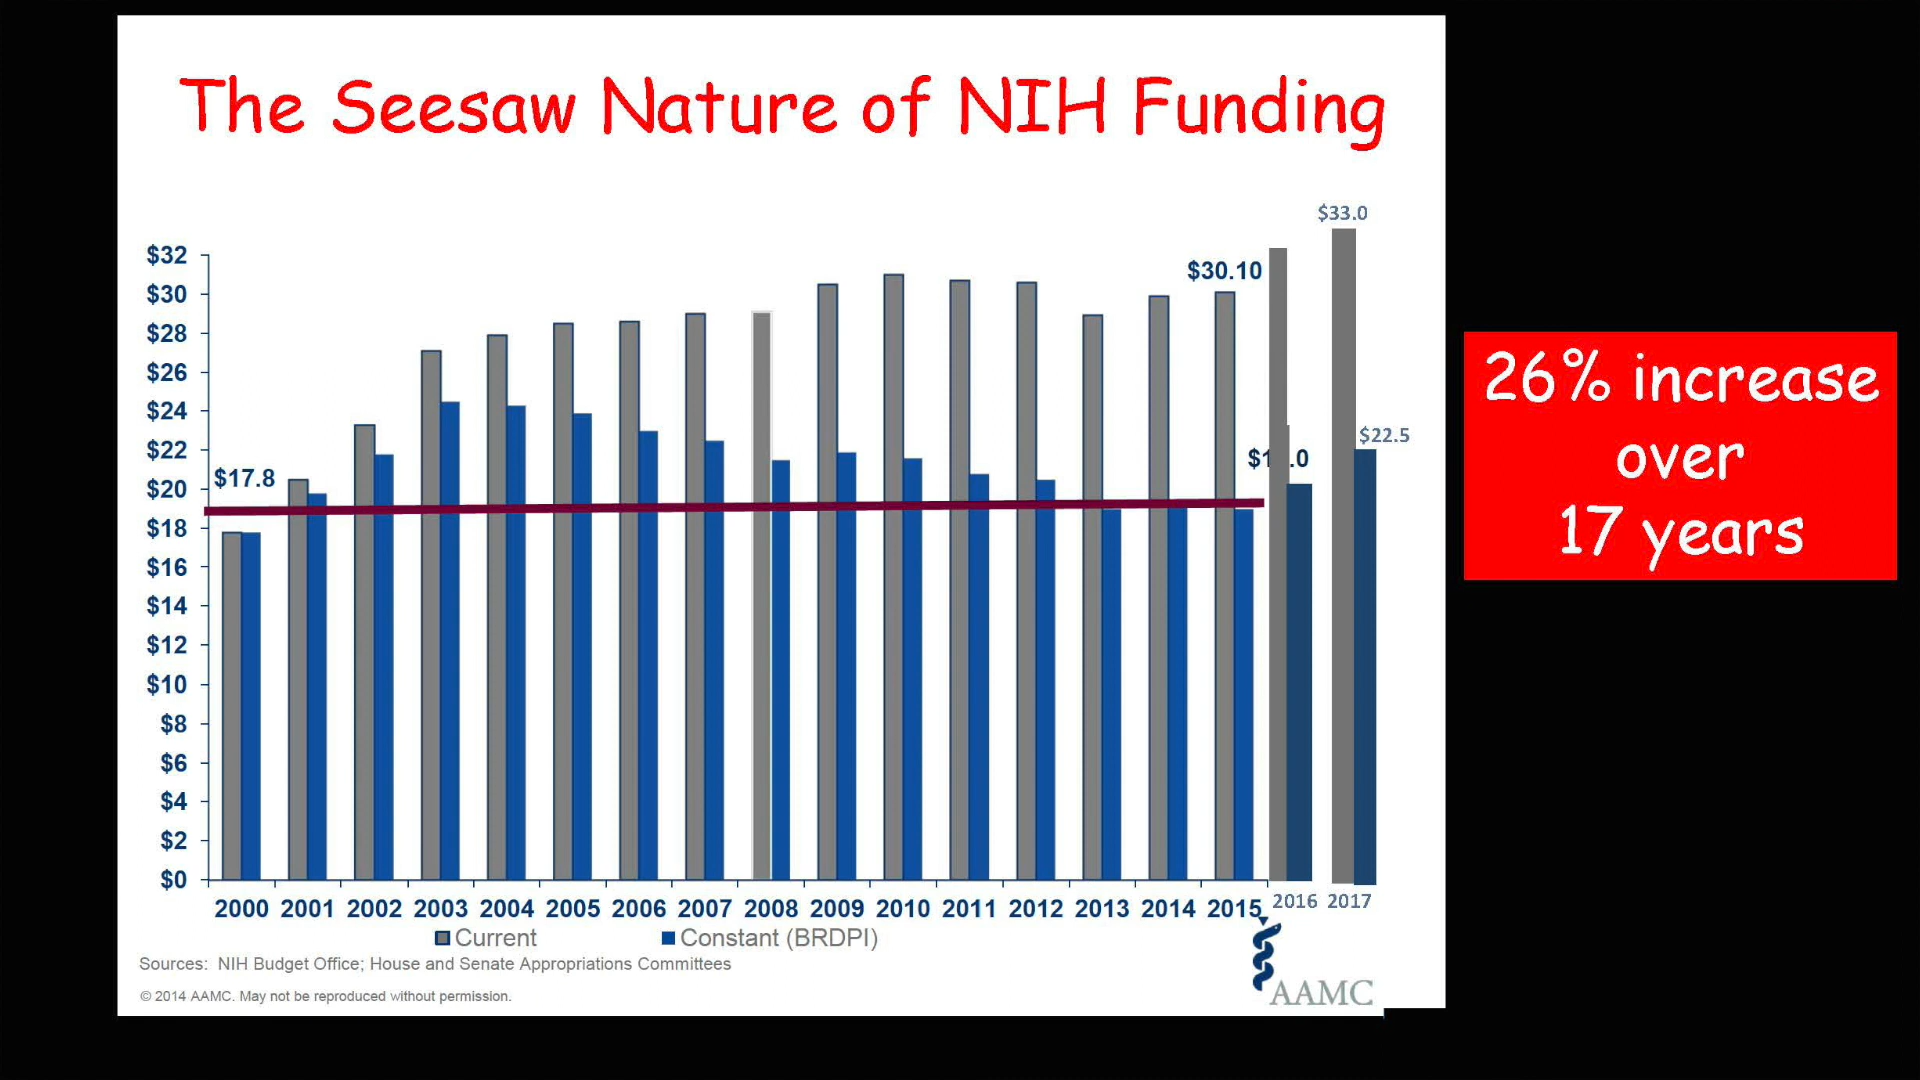 The Seesaw Nature of NIH Funding
$33.0
$32
$30.10
$30
$28
26% increase
$26
over
17 years
$24
$22.5
$22
$17.8
$20
$18
$16
$14
$12
$10
$8
$6
$4
$2
$0
2000 2001 2002 2003 2004 2005 2006 2007 2008 2009 2010 2011 2012 2013 2014 2015 2016 2017
Current Constant (BRDPI)
Sources: NIH Budget Office; House and Senate Appropriations Committees
© 2014 AAMC. May not be reproduced without permission.
AAMC